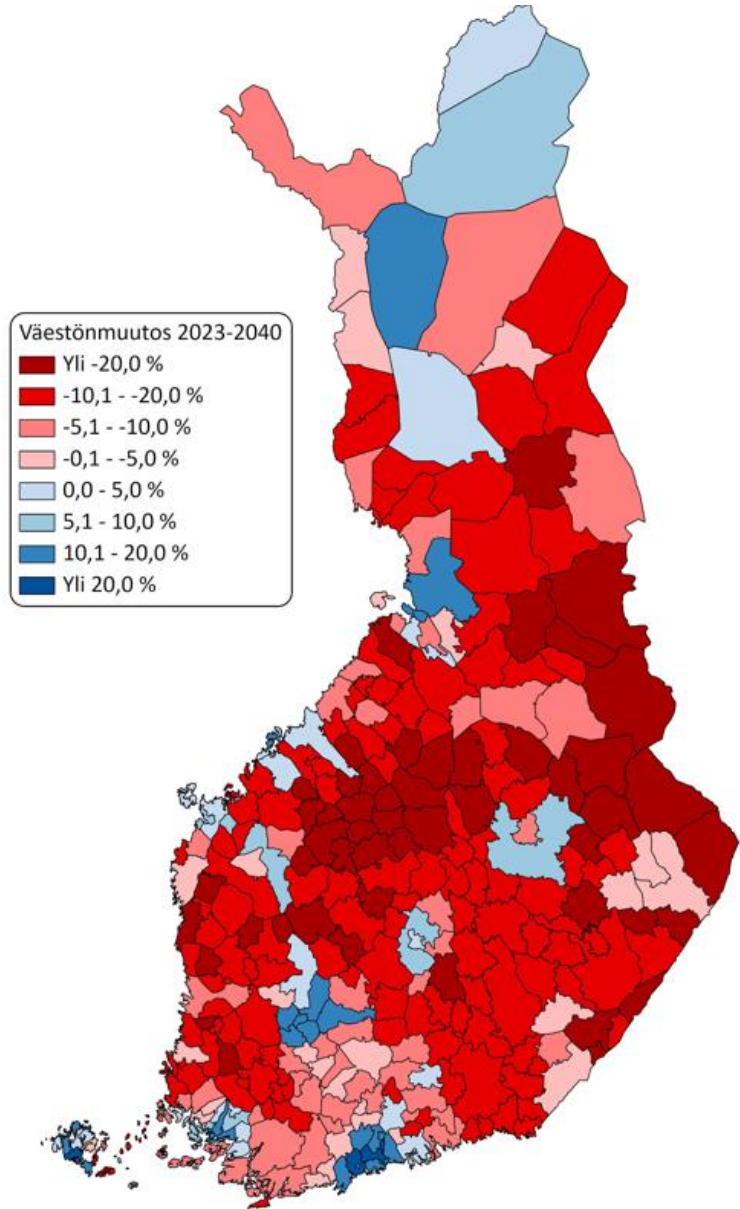 Väestönmuutos 2023-2040
Yli -20,0 %
-10,1 - -20,0 %
-5,1 - -10,0 %
-0,1 - -5,0 %
0,0 - 5,0 %
5,1 - 10,0 %
10,1 - 20,0 %
Yli 20,0 %